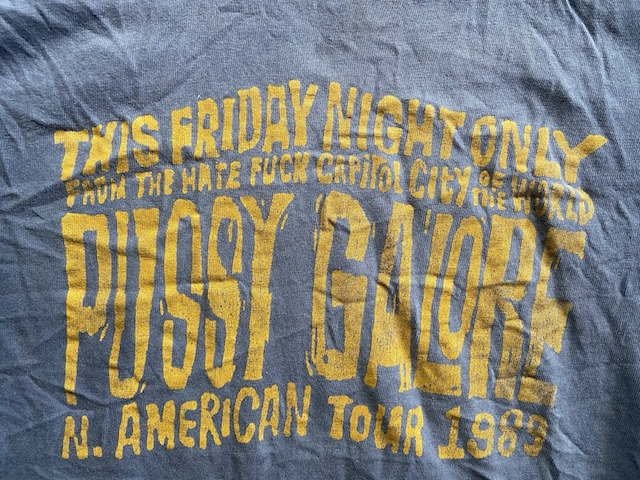 THIS FRIDAY NIGHT ONLY
FROM THE HATE FUCK CAPITOL CITY OF THE WORLD
PUSSY GALORE
N. AMERICAN TOUR 1989